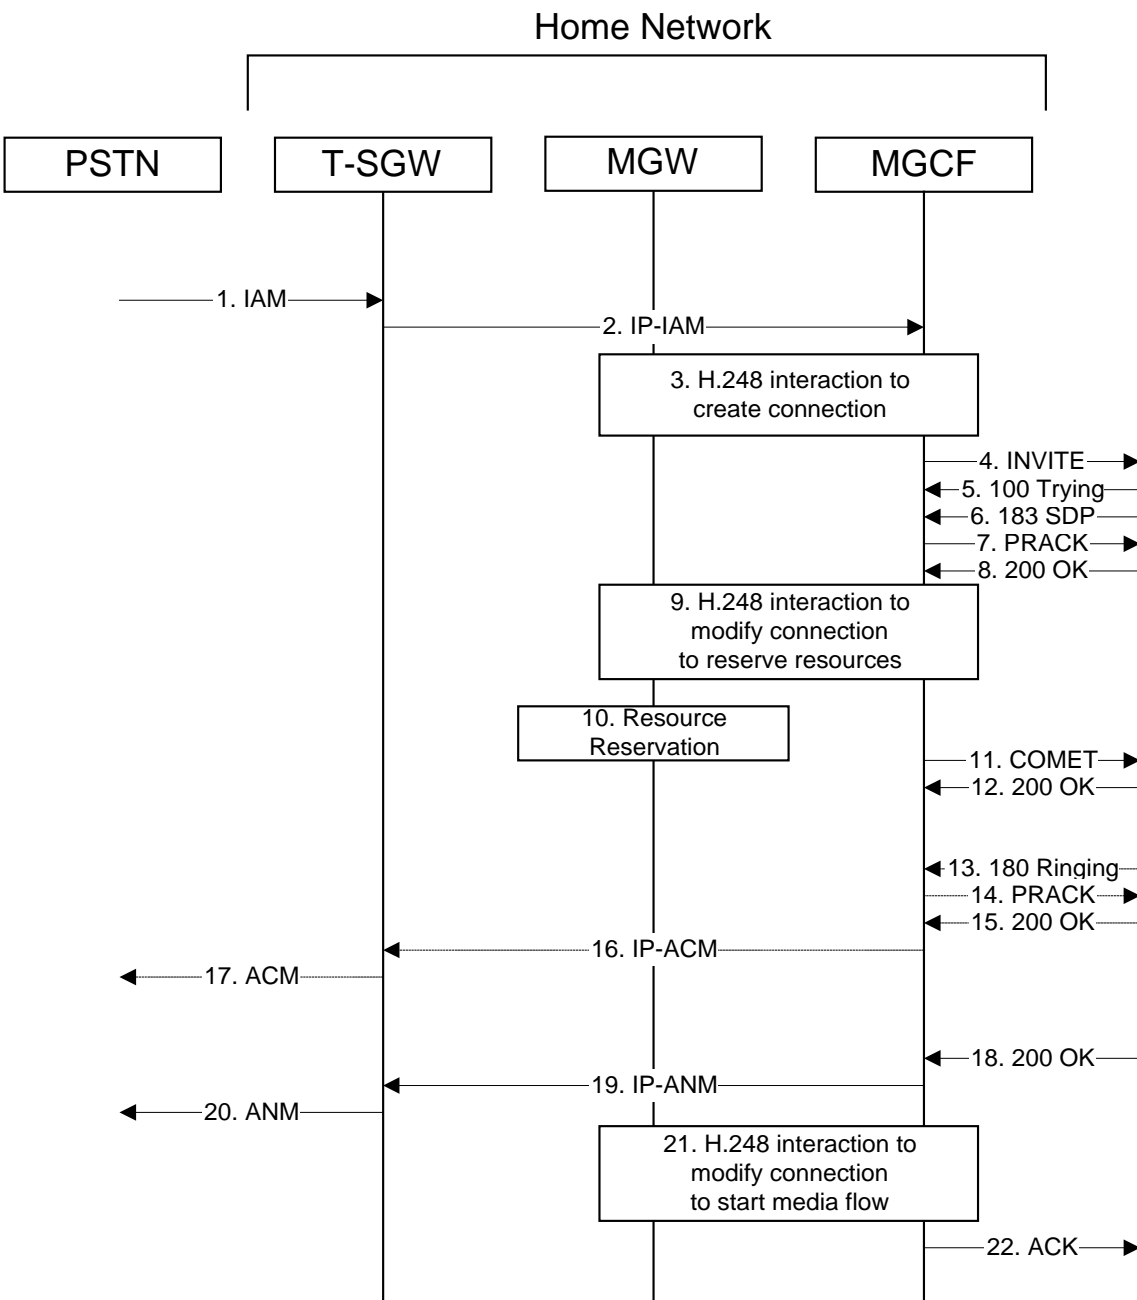 Home Network
PSTN
T-SGW
MGW
MGCF
1. IAM
2. IP-IAM
3. H.248 interaction to
create connection
4. INVITE
5. 100 Trying
6. 183 SDP
7. PRACK
8. 200 OK
9. H.248 interaction to
modify connection
to reserve resources
10. Resource
Reservation
11. COMET
12. 200 OK
13. 180 Ringing
14. PRACK
15. 200 OK
16. IP-ACM
17. ACM
18. 200 OK
19. IP-ANM
20. ANM
21. H.248 interaction to
modify connection
to start media flow
22. ACK